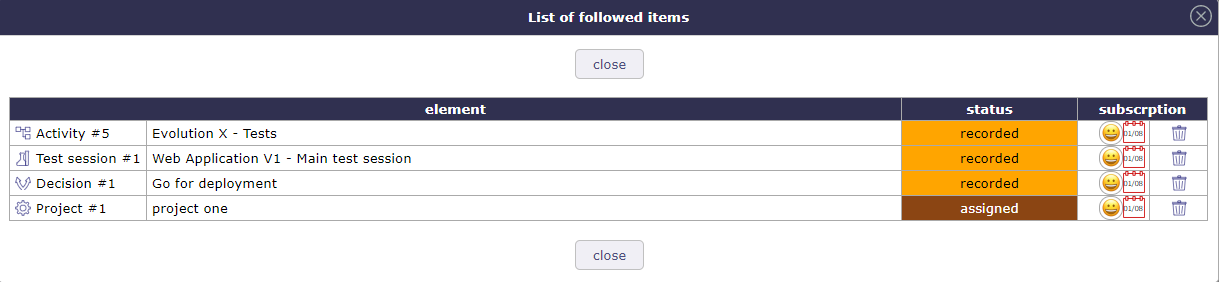 List of followed items
close
element status subscrption
Activity #5 Evolution X - Tests recorded 01/08
Test session #1 Web Application V1 - Main test session recorded 01/08
Decision #1 Go for deployment recorded 01/08
Project #1 project one assigned 01/08
close